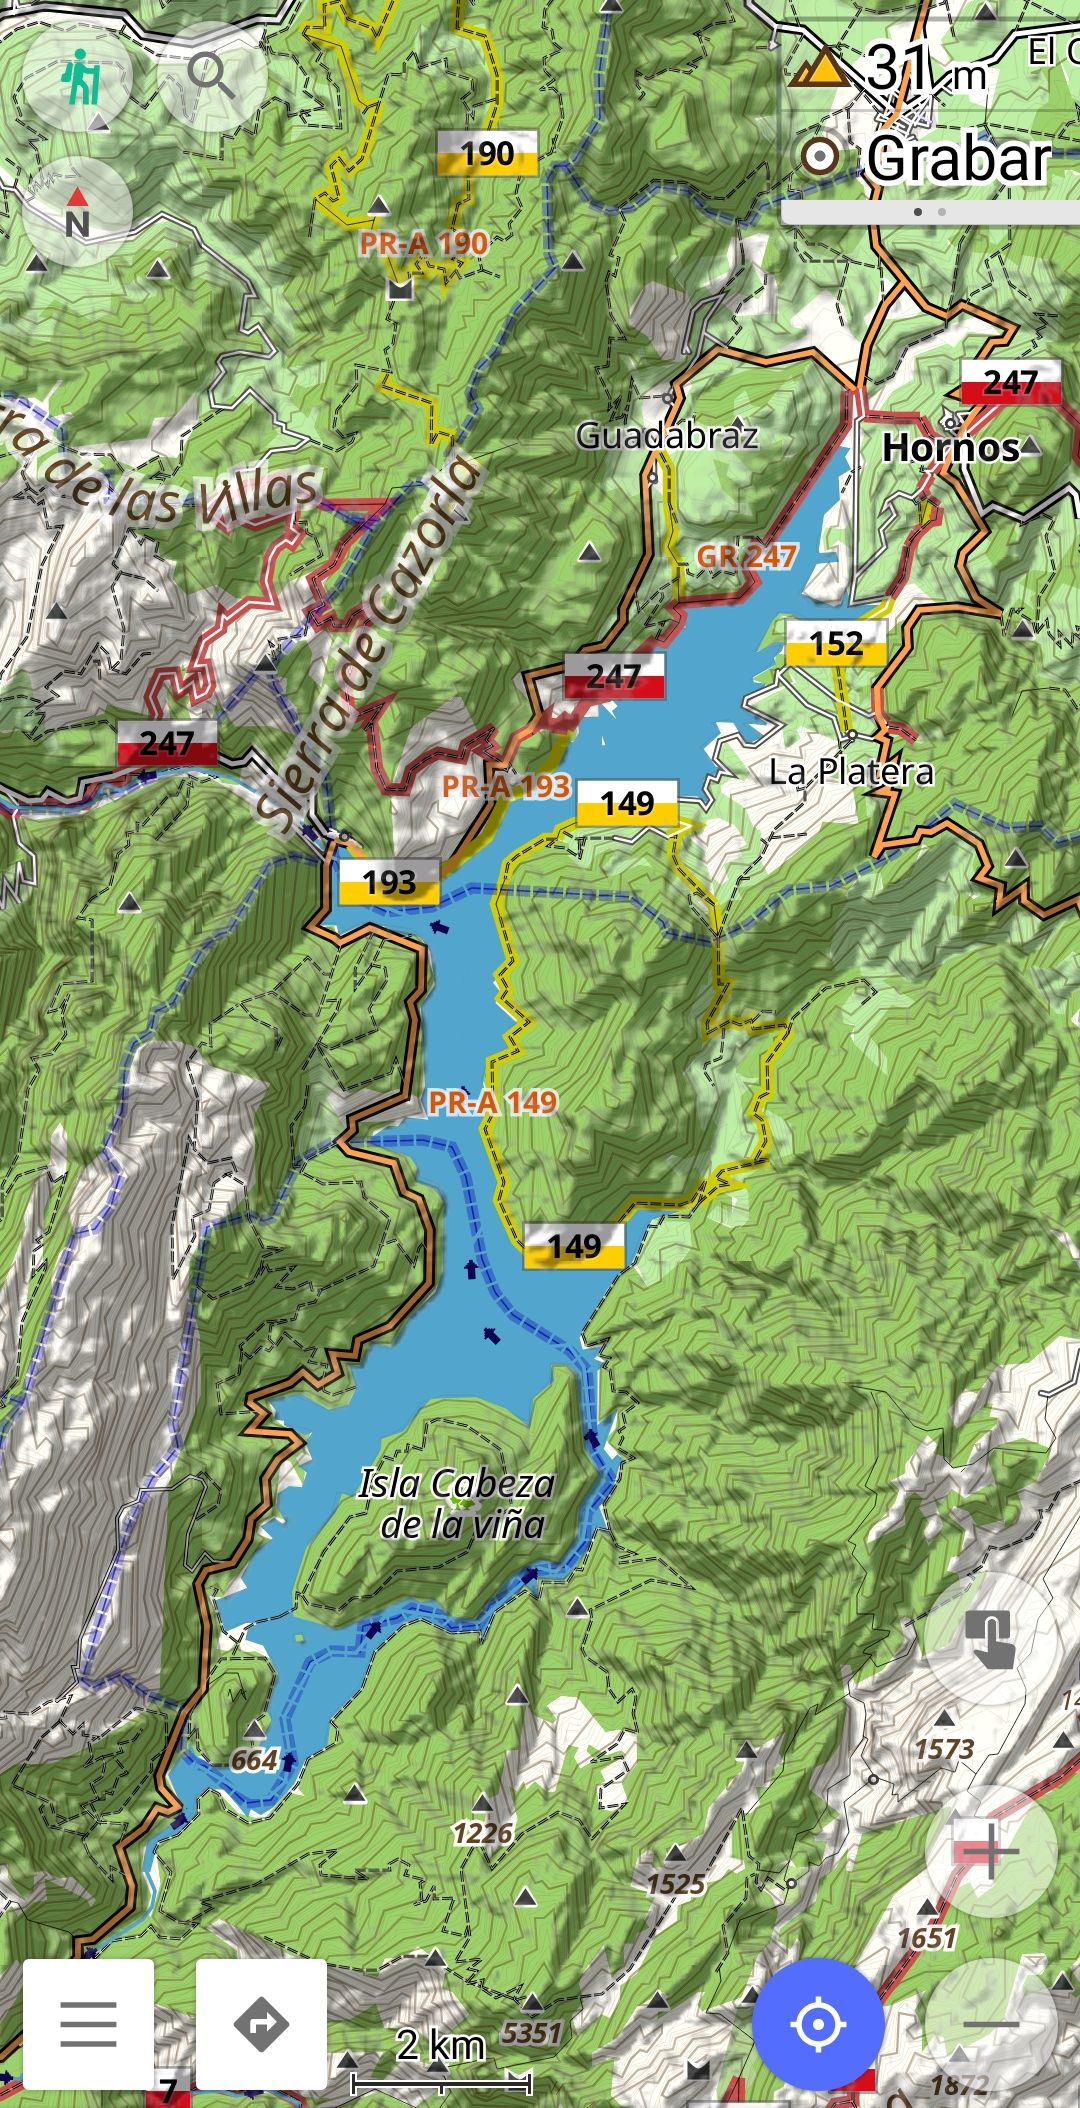 31 m
El
Grabar
N
190
PR-A 190
247
Guadabraz
Hornos
Sierra de las Villas
GR 247
Sierra de Cazorla
152
247
247
La Platera
PR-A 193
149
193
PR-A 149
149
Isla Cabeza
de la viña
664
1573
1226
1525
1651
2 km
5351
7
1872